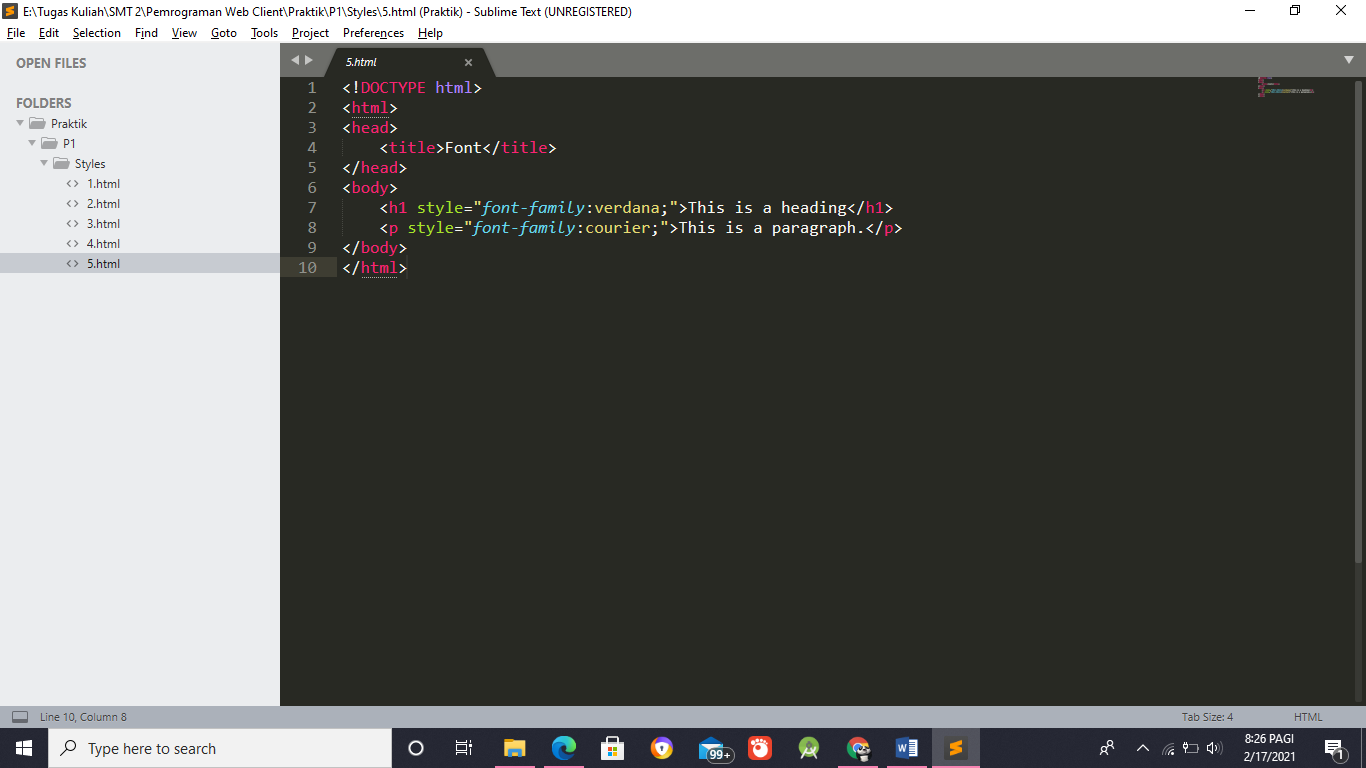 E:\Tugas Kuliah\SMT 2\Pemrograman Web Client\Praktik\P1\Styles\5.html (Praktik) - Sublime Text (UNREGISTERED)
File Edit Selection Find View Goto Tools Project Preferences Help
OPEN FILES
FOLDERS
Praktik
P1
Styles
<> 1.html
<> 2.html
<> 3.html
<> 4.html
<> 5.html
5.html ×
1 <!DOCTYPE html>
2 <html>
3 <head>
4     <title>Font</title>
5 </head>
6 <body>
7     <h1 style="font-family:verdana;">This is a heading</h1>
8     <p style="font-family:courier;">This is a paragraph.</p>
9 </body>
10 </html>
Line 10, Column 8
Tab Size: 4
HTML
Type here to search
99+
8:26 PAGI
2/17/2021
1